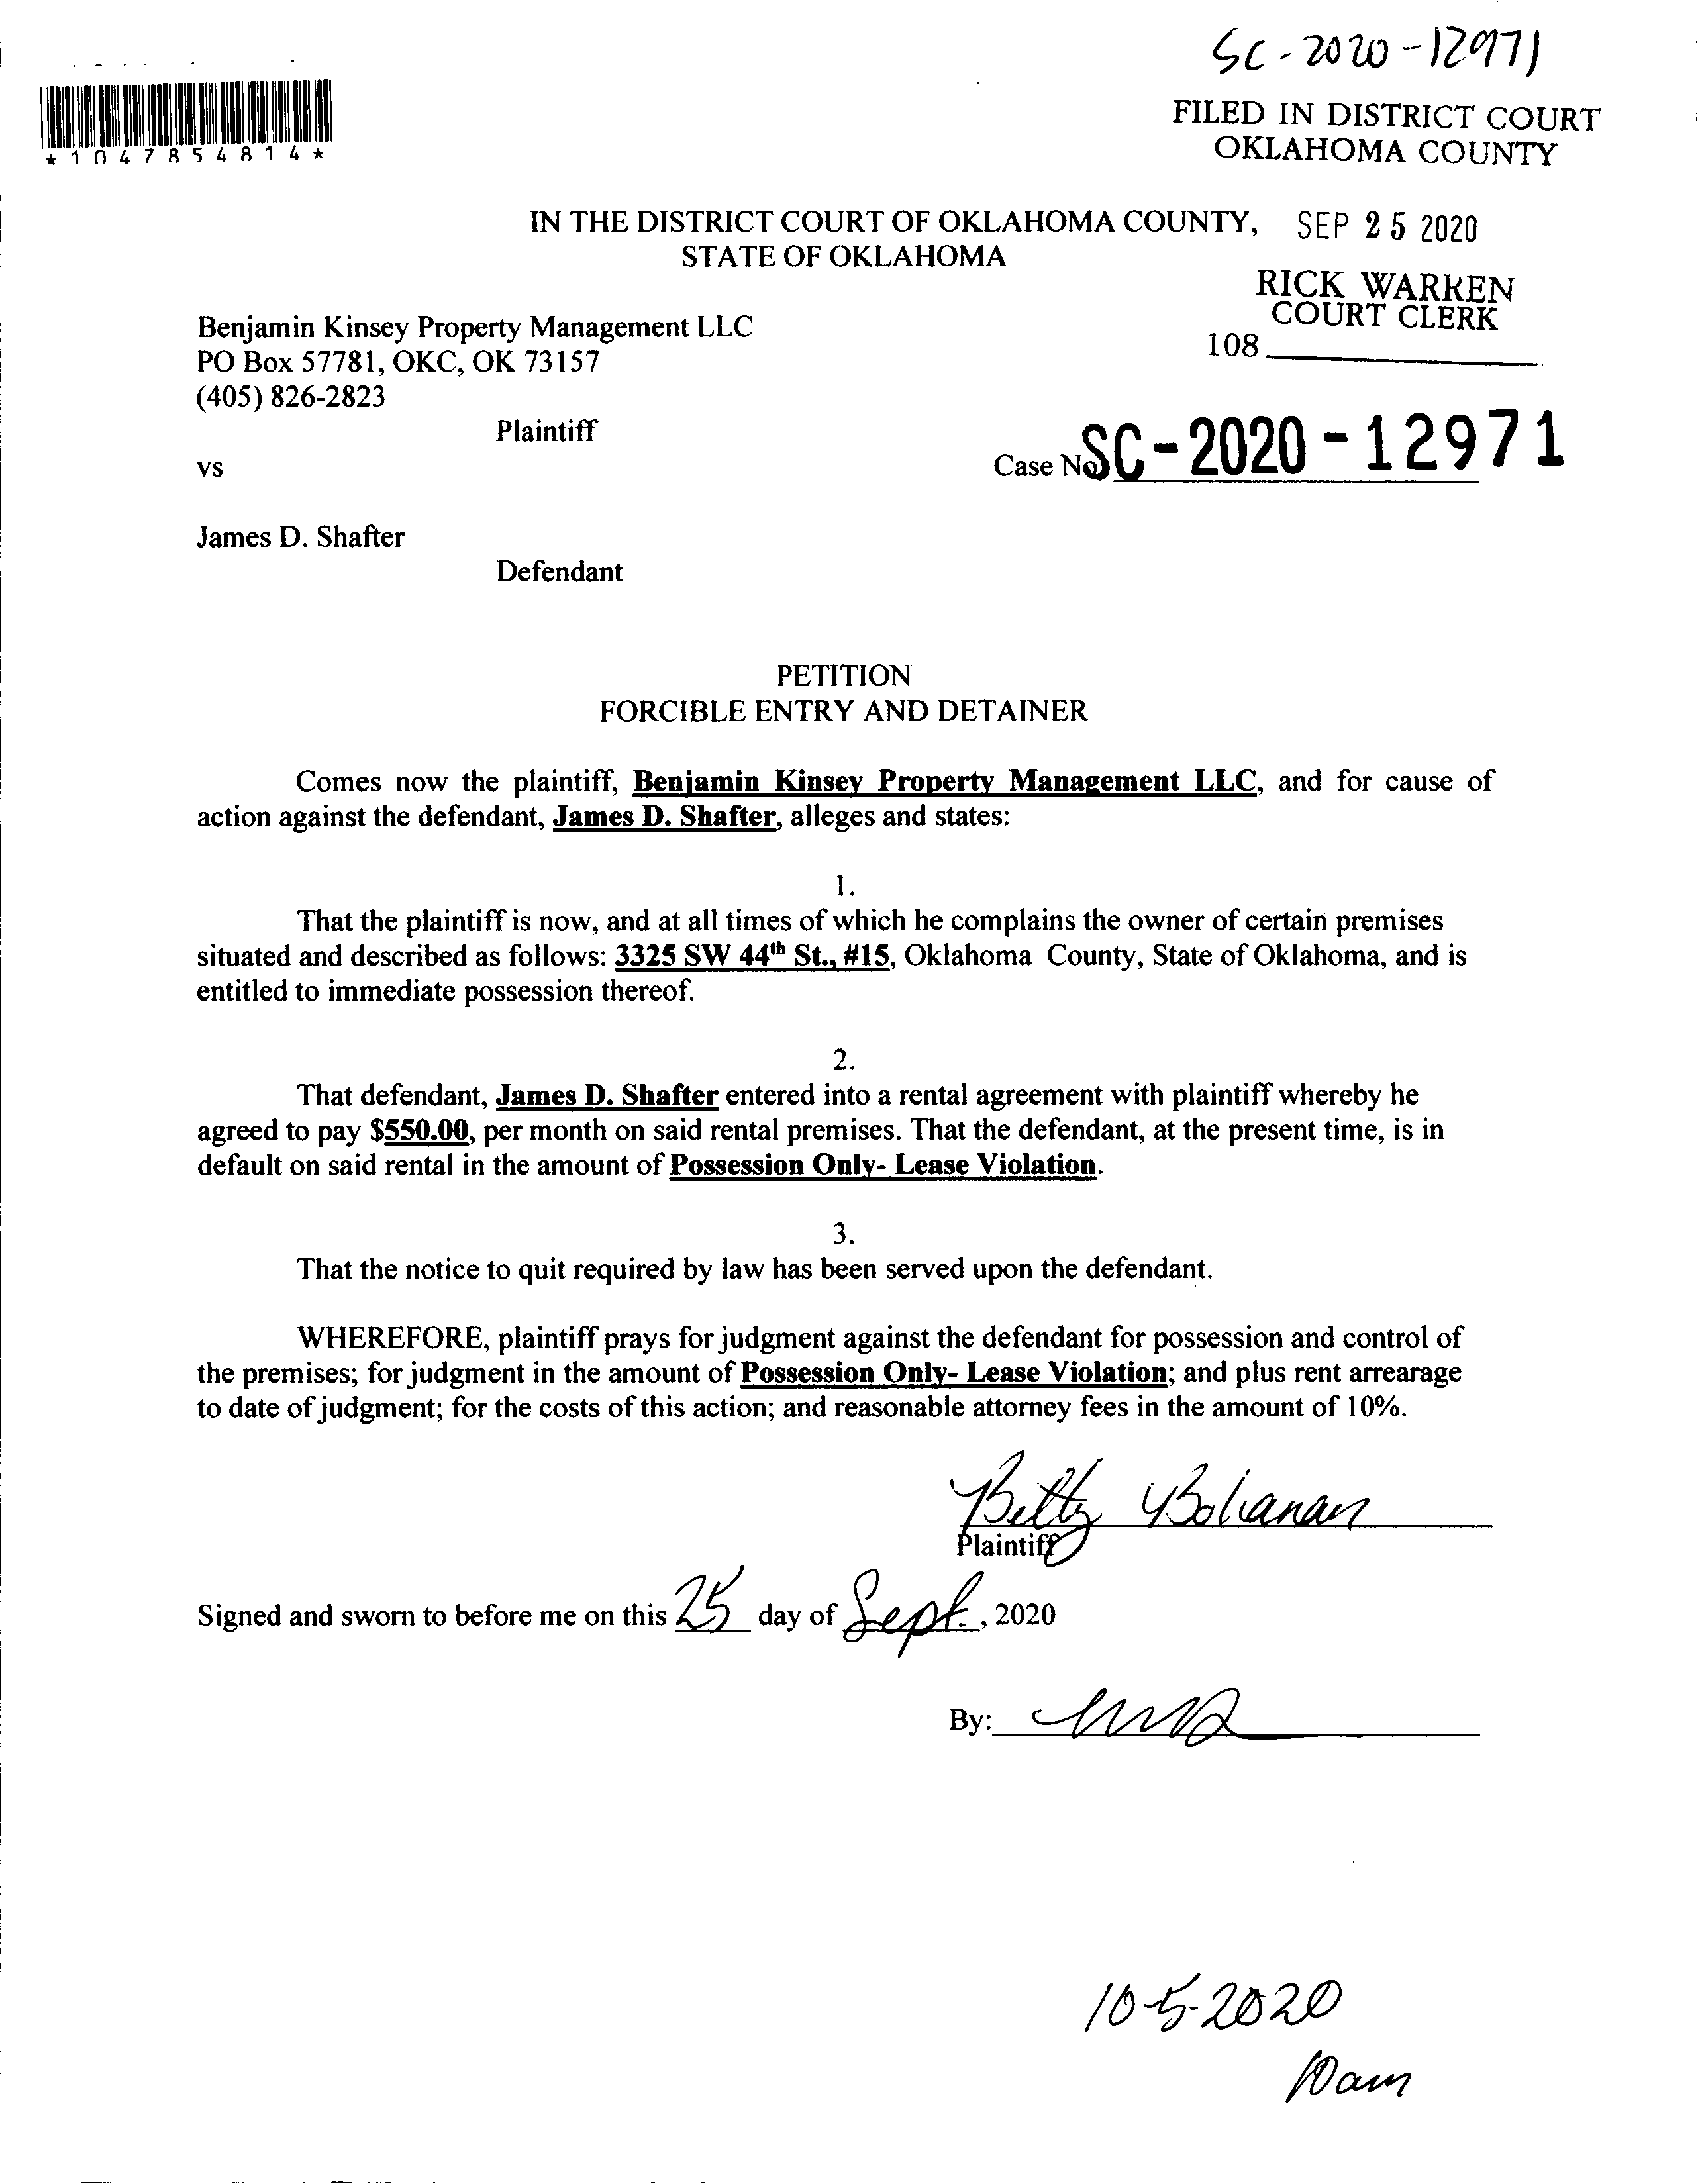 SC-2020-12971
*1047854814*
FILED IN DISTRICT COURT
OKLAHOMA COUNTY
IN THE DISTRICT COURT OF OKLAHOMA COUNTY,
STATE OF OKLAHOMA
SEP 25 2020
RICK WARREN
COURT CLERK
108
Benjamin Kinsey Property Management LLC
PO Box 57781, OKC, OK 73157
(405) 826-2823
Plaintiff
vs
Case No SC-2020-12971
James D. Shafter
Defendant
PETITION
FORCIBLE ENTRY AND DETAINER
Comes now the plaintiff, Benjamin Kinsey Property Management LLC, and for cause of
action against the defendant, James D. Shafter, alleges and states:
1.
That the plaintiff is now, and at all times of which he complains the owner of certain premises
situated and described as follows: 3325 SW 44th St., #15, Oklahoma County, State of Oklahoma, and is
entitled to immediate possession thereof.
2.
That defendant, James D. Shafter entered into a rental agreement with plaintiff whereby he
agreed to pay $550.00, per month on said rental premises. That the defendant, at the present time, is in
default on said rental in the amount of Possession Only- Lease Violation.
3.
That the notice to quit required by law has been served upon the defendant.
WHEREFORE, plaintiff prays for judgment against the defendant for possession and control of
the premises; for judgment in the amount of Possession Only- Lease Violation; and plus rent arrearage
to date of judgment; for the costs of this action; and reasonable attorney fees in the amount of 10%.
Betty Bohanan
Plaintiff
Signed and sworn to before me on this 25 day of Sept., 2020
By:
10-5-2020
10am